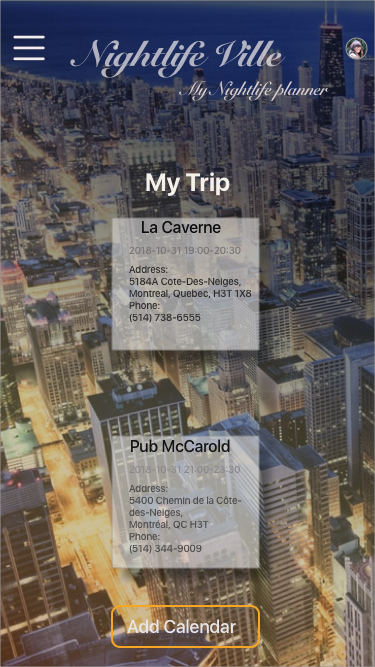 Nightlife Ville
My Nightlife planner
My Trip
La Caverne
2018-10-31 19:00-20:30
Address:
5184A Cote-Des-Neiges,
Montreal, Quebec, H3T 1X8
Phone:
(514) 738-6555
Pub McCarold
2018-10-31 21:00-23:30
Address:
5400 Chemin de la Côte-
des-Neiges,
Montréal, QC H3T
Phone:
(514) 344-9009
Add Calendar